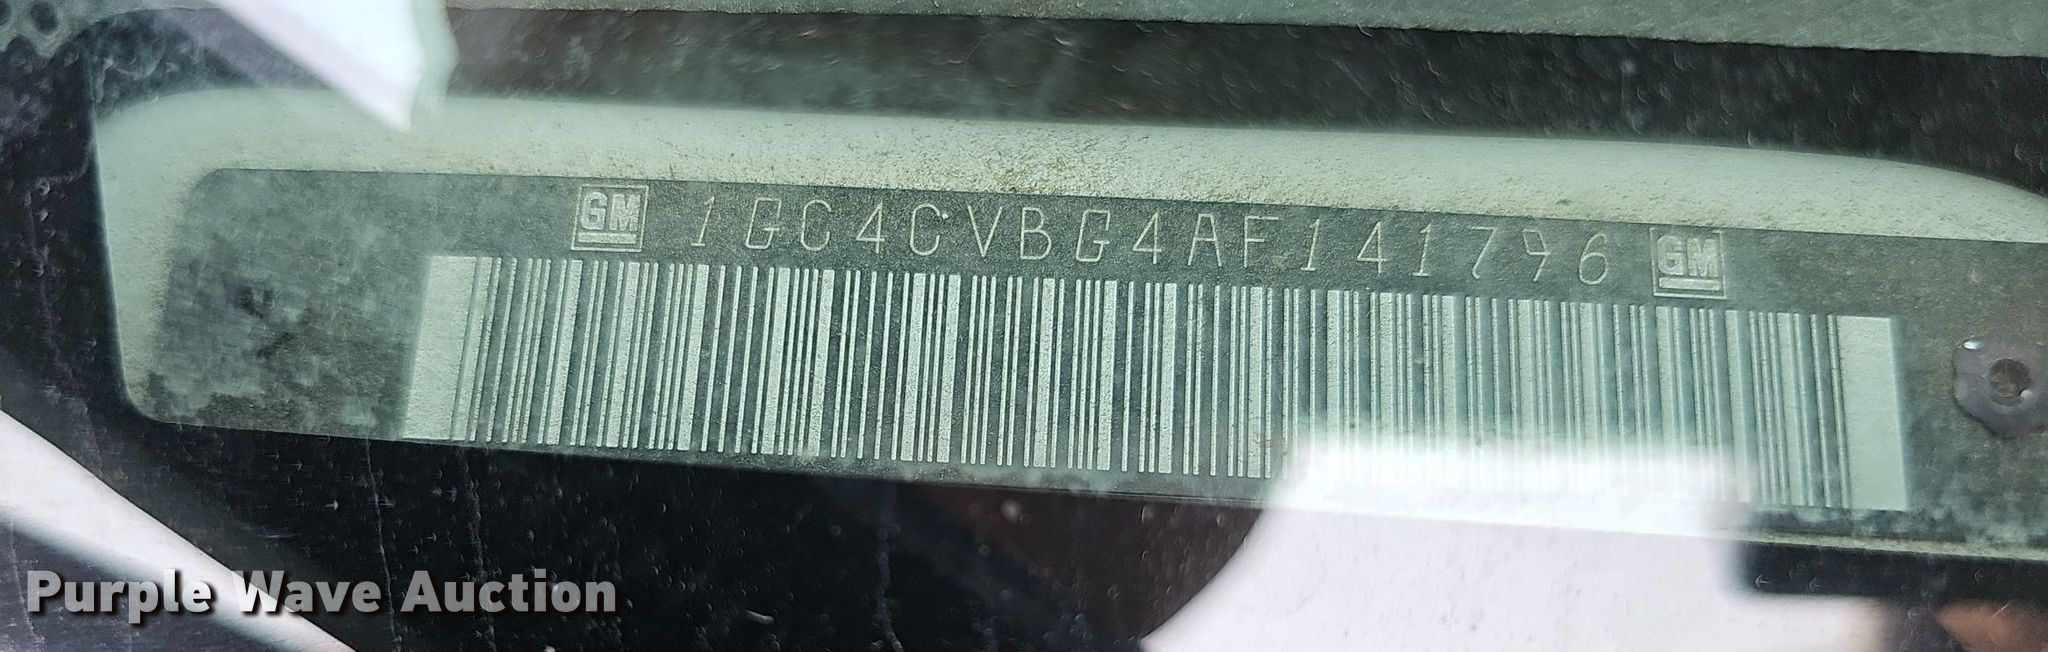 GM 1GC4CVBG4AF141796 GM
Purple Wave Auction